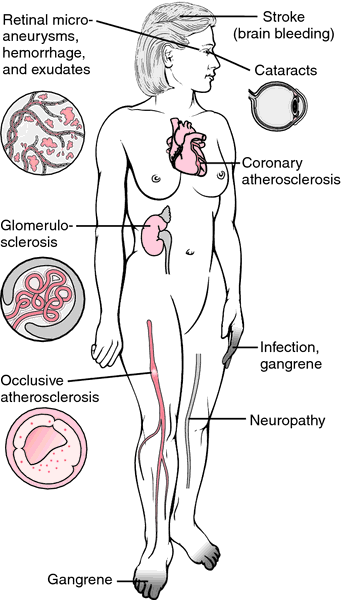 Retinal micro-
aneurysms,
hemorrhage,
and exudates
Stroke
(brain bleeding)
Cataracts
Coronary
atherosclerosis
Glomerulo-
sclerosis
Infection,
gangrene
Occlusive
atherosclerosis
Neuropathy
Gangrene